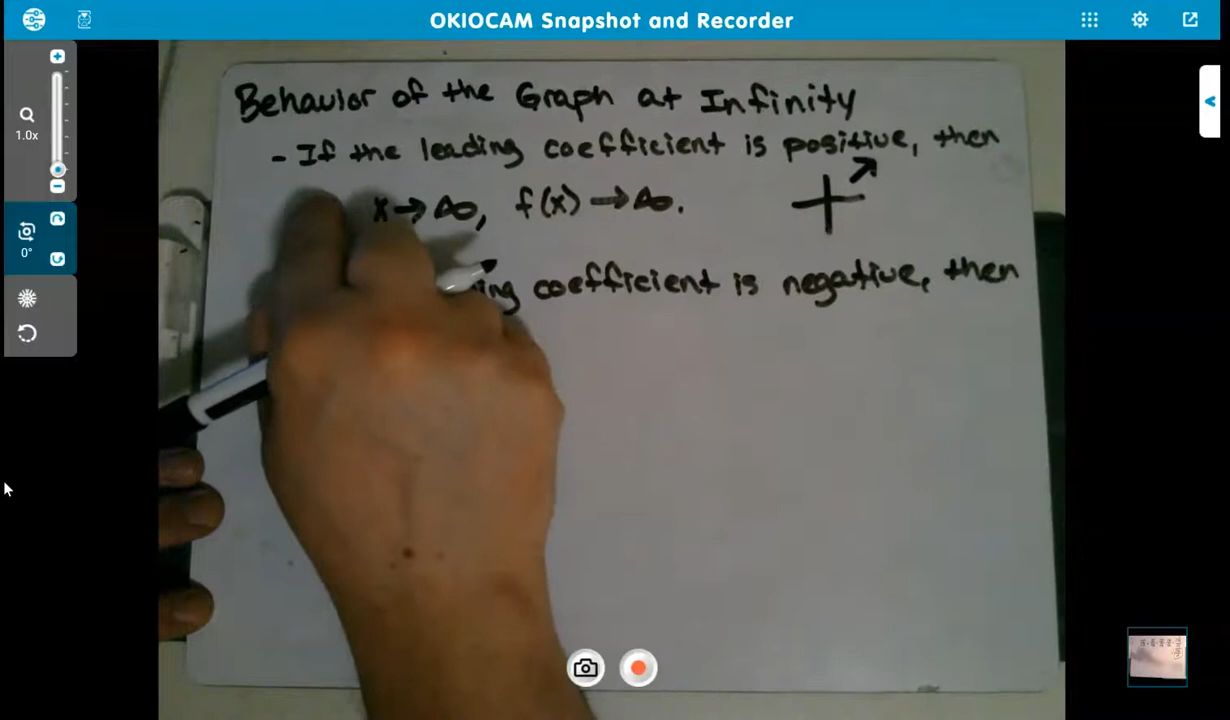 OKIOCAM Snapshot and Recorder
1.0x
0°
Behavior of the Graph at Infinity
- If the leading coefficient is positive, then
x→∞, f(x)→∞.
coefficient is negative, then